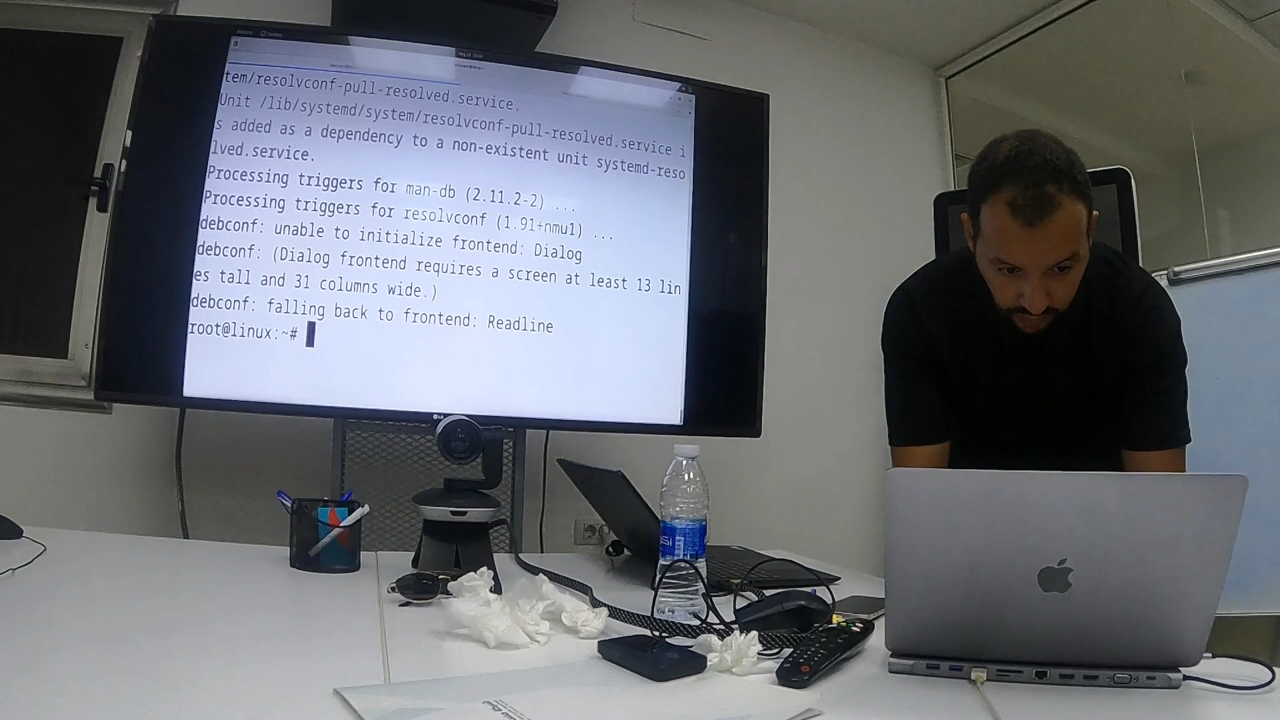 tem/resolvconf-pull-resolved.service.
Unit /lib/systemd/system/resolvconf-pull-resolved.service i
s added as a dependency to a non-existent unit systemd-reso
lved.service.
Processing triggers for man-db (2.11.2-2) ...
Processing triggers for resolvconf (1.91+nmu1) ...
debconf: unable to initialize frontend: Dialog
debconf: (Dialog frontend requires a screen at least 13 lin
es tall and 31 columns wide.)
debconf: falling back to frontend: Readline
root@linux:~#
LG